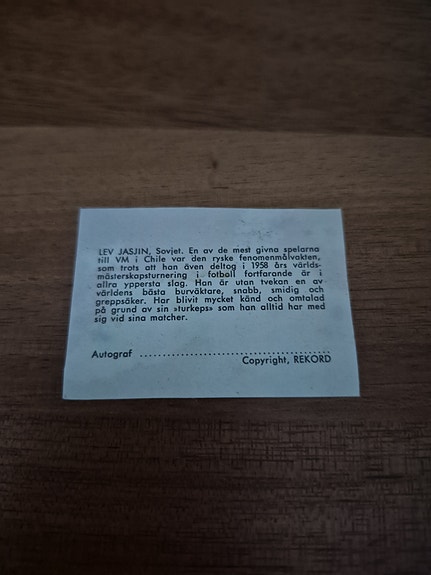 LEV JASJIN, Sovjet. En av de mest givna spelarna
till VM i Chile var den ryske fenomenmålvakten,
som trots att han även deltog i 1958 års världs-
mästerskapsturnering i fotboll fortfarande är i
allra yppersta slag. Han är utan tvekan en av
världens bästa burväktare, snabb, smidig och
greppsäker. Har blivit mycket känd och omtalad
på grund av sin »turkeps» som han alltid har med
sig vid sina matcher.
Autograf ........................................
Copyright, REKORD